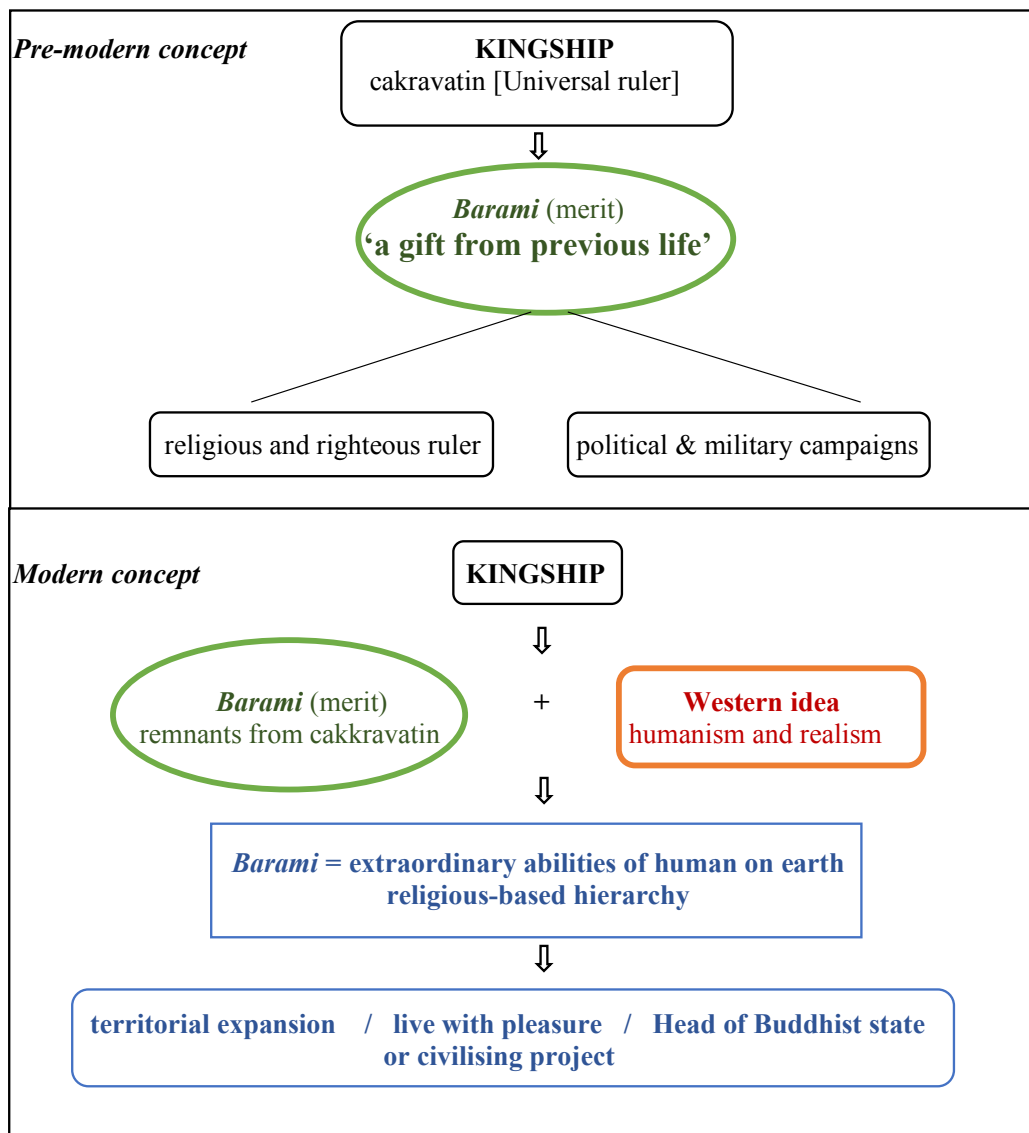 Pre-modern concept
KINGSHIP
cakravatin [Universal ruler]
⇩
Barami (merit)
‘a gift from previous life’
religious and righteous ruler
political & military campaigns
Modern concept
KINGSHIP
⇩
Barami (merit)
remnants from cakkravatin
+
Western idea
humanism and realism
⇩
Barami = extraordinary abilities of human on earth
religious-based hierarchy
⇩
territorial expansion / live with pleasure / Head of Buddhist state
or civilising project